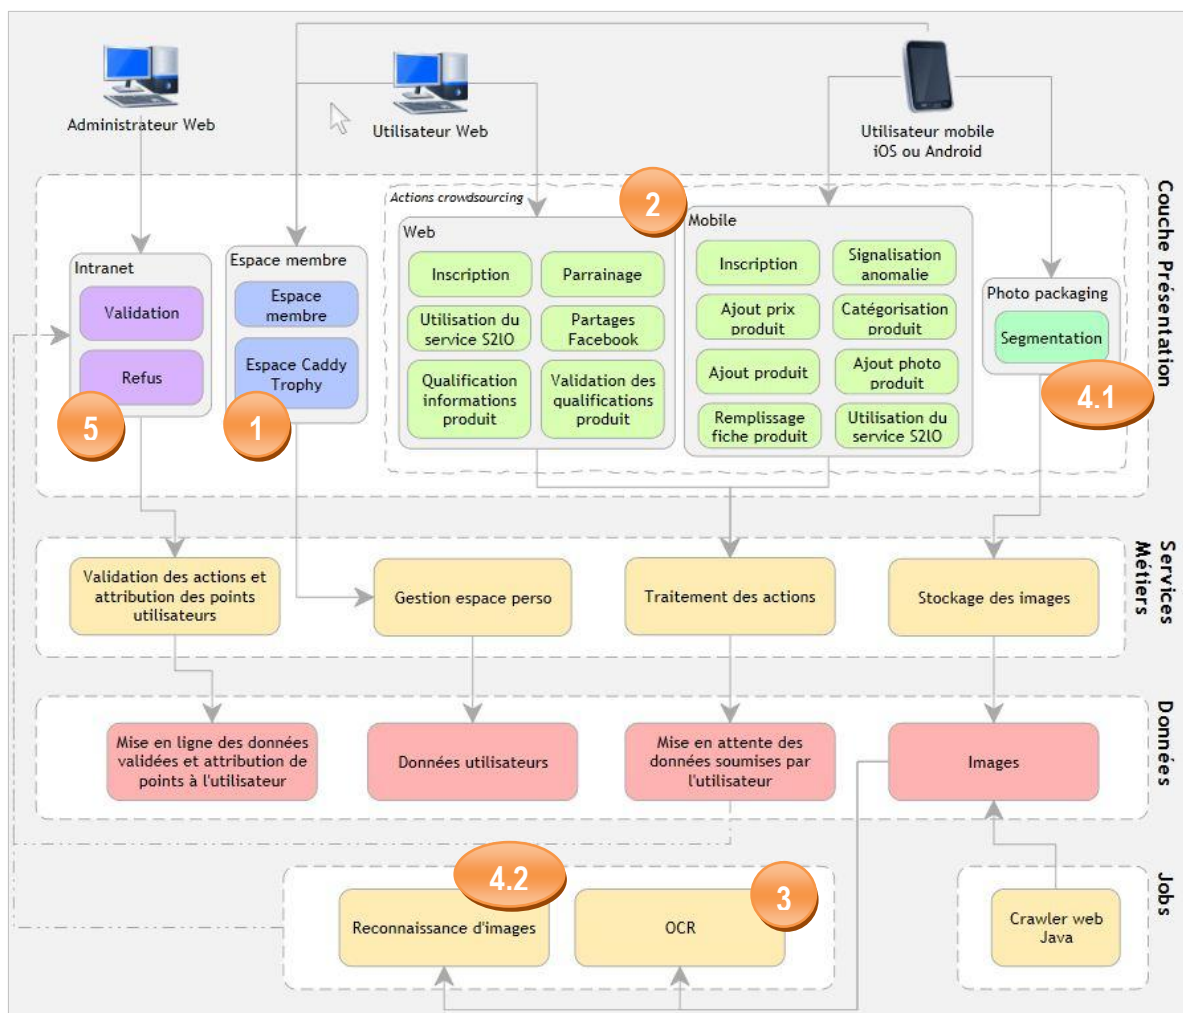 Administrateur Web
Utilisateur Web
Utilisateur mobile
iOS ou Android
Couche Présentation
Actions crowdsourcing
2
Intranet
Validation
Refus
5
Espace membre
Espace
membre
Espace Caddy
Trophy
1
Web
Inscription
Parrainage
Utilisation du
service S2lO
Partages
Facebook
Qualification
informations
produit
Validation des
qualifications
produit
Mobile
Inscription
Signalisation
anomalie
Ajout prix
produit
Catégorisation
produit
Ajout produit
Ajout photo
produit
Remplissage
fiche produit
Utilisation du
service S2lO
Photo packaging
Segmentation
4.1
Services
Métiers
Validation des actions et
attribution des points
utilisateurs
Gestion espace perso
Traitement des actions
Stockage des images
Données
Mise en ligne des données
validées et attribution de
points à l'utilisateur
Données utilisateurs
Mise en attente des
données soumises par
l'utilisateur
Images
Jobs
4.2
Reconnaissance d'images
3
OCR
Crawler web
Java